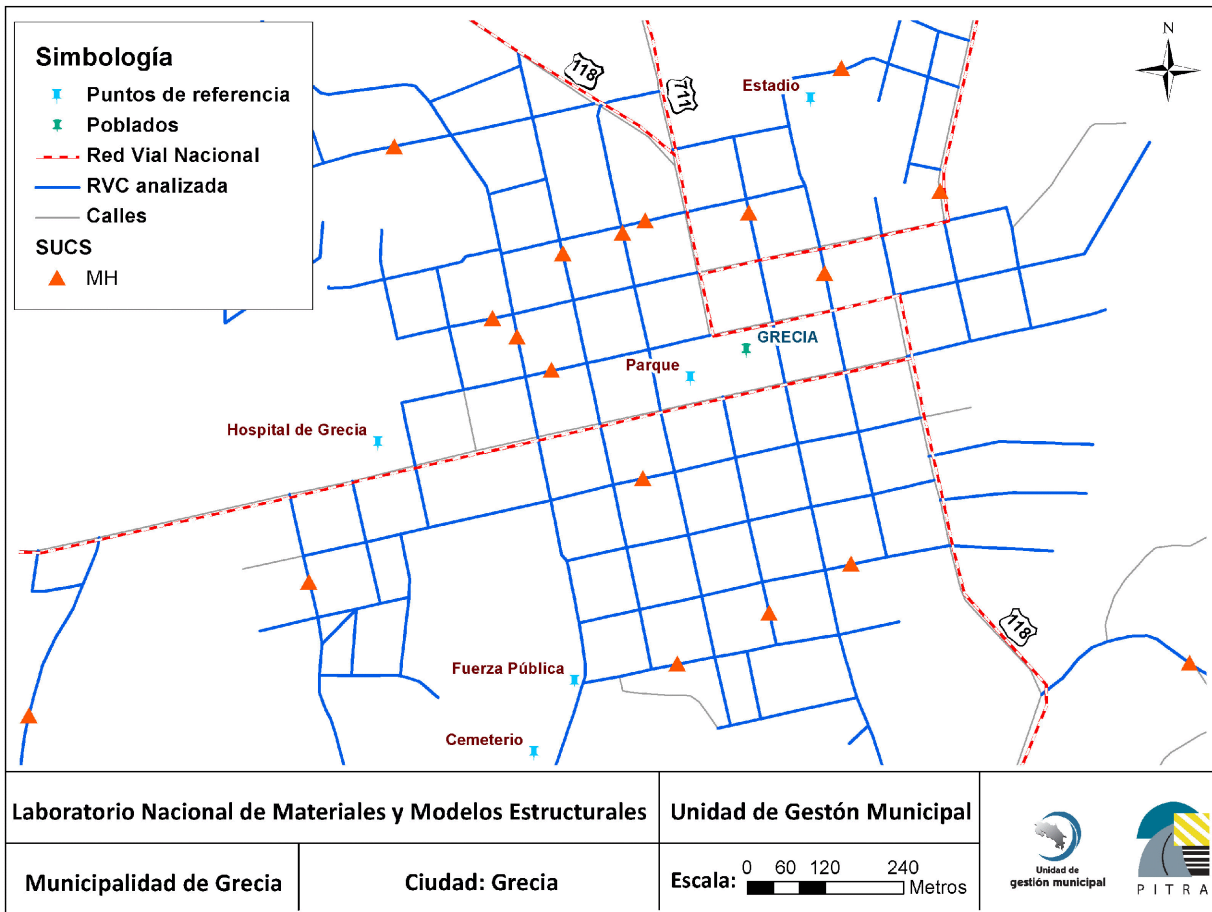 Simbología
Puntos de referencia
Poblados
Red Vial Nacional
RVC analizada
Calles
SUCS
MH
118
711
Estadio
N
GRECIA
Parque
Hospital de Grecia
118
Fuerza Pública
Cemeterio
Laboratorio Nacional de Materiales y Modelos Estructurales
Unidad de Gestón Municipal
Municipalidad de Grecia
Ciudad: Grecia
Escala:
0 60 120 240
Metros
Unidad de
gestión municipal
PITRA